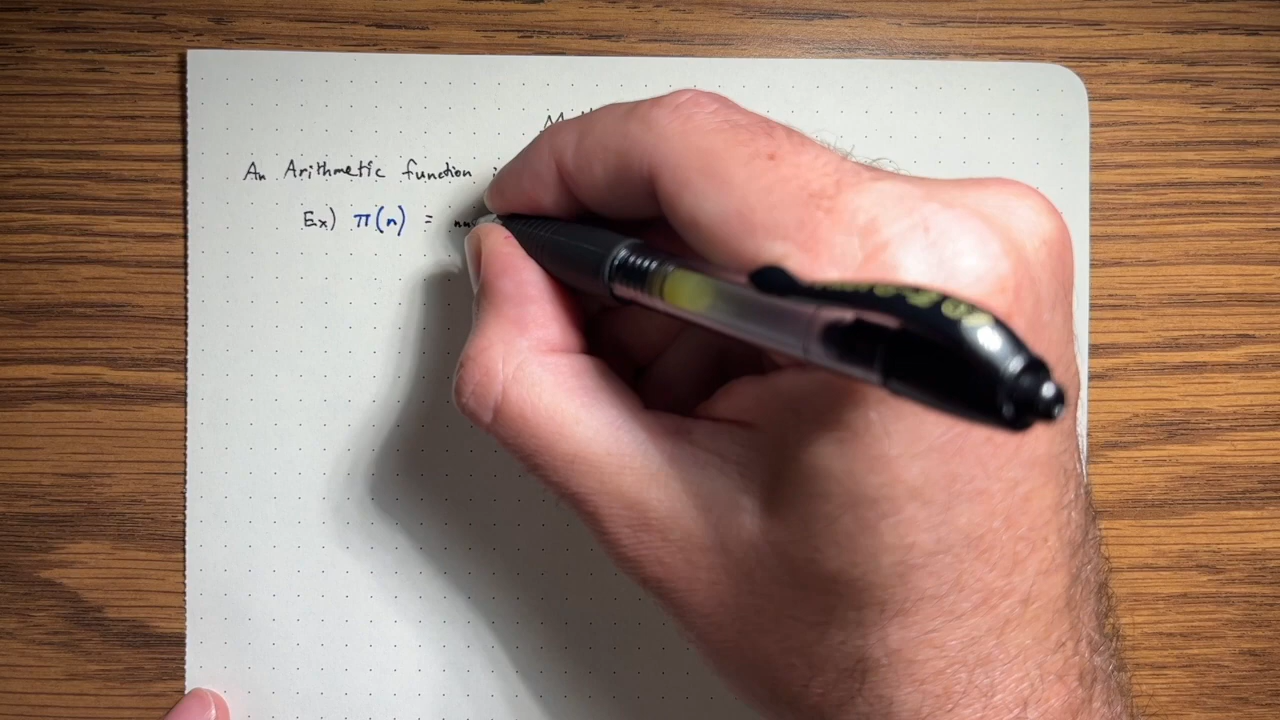 An Arithmetic function
Ex) π(n) =